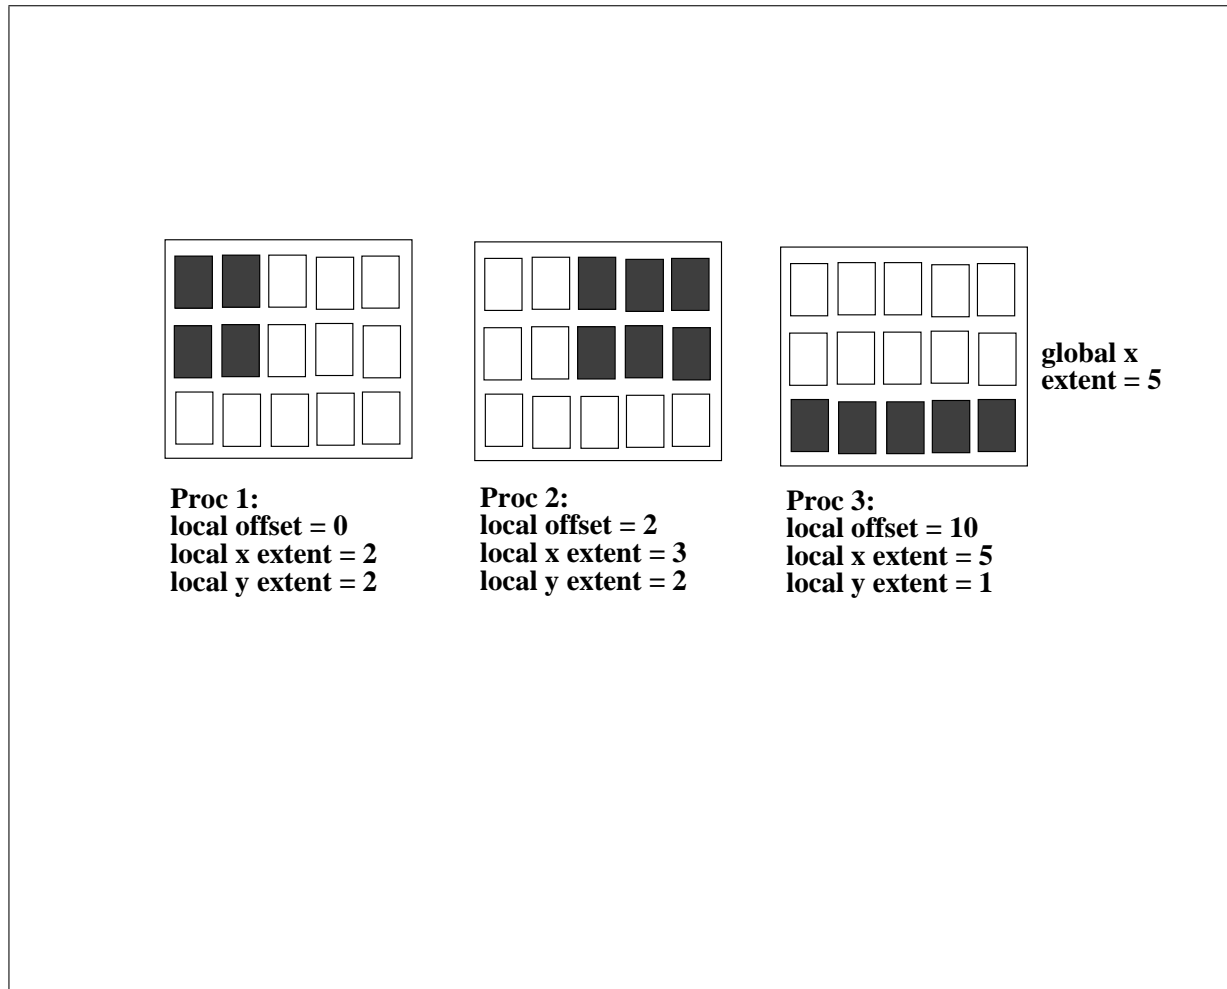 global x
extent = 5
Proc 1:
local offset = 0
local x extent = 2
local y extent = 2
Proc 2:
local offset = 2
local x extent = 3
local y extent = 2
Proc 3:
local offset = 10
local x extent = 5
local y extent = 1